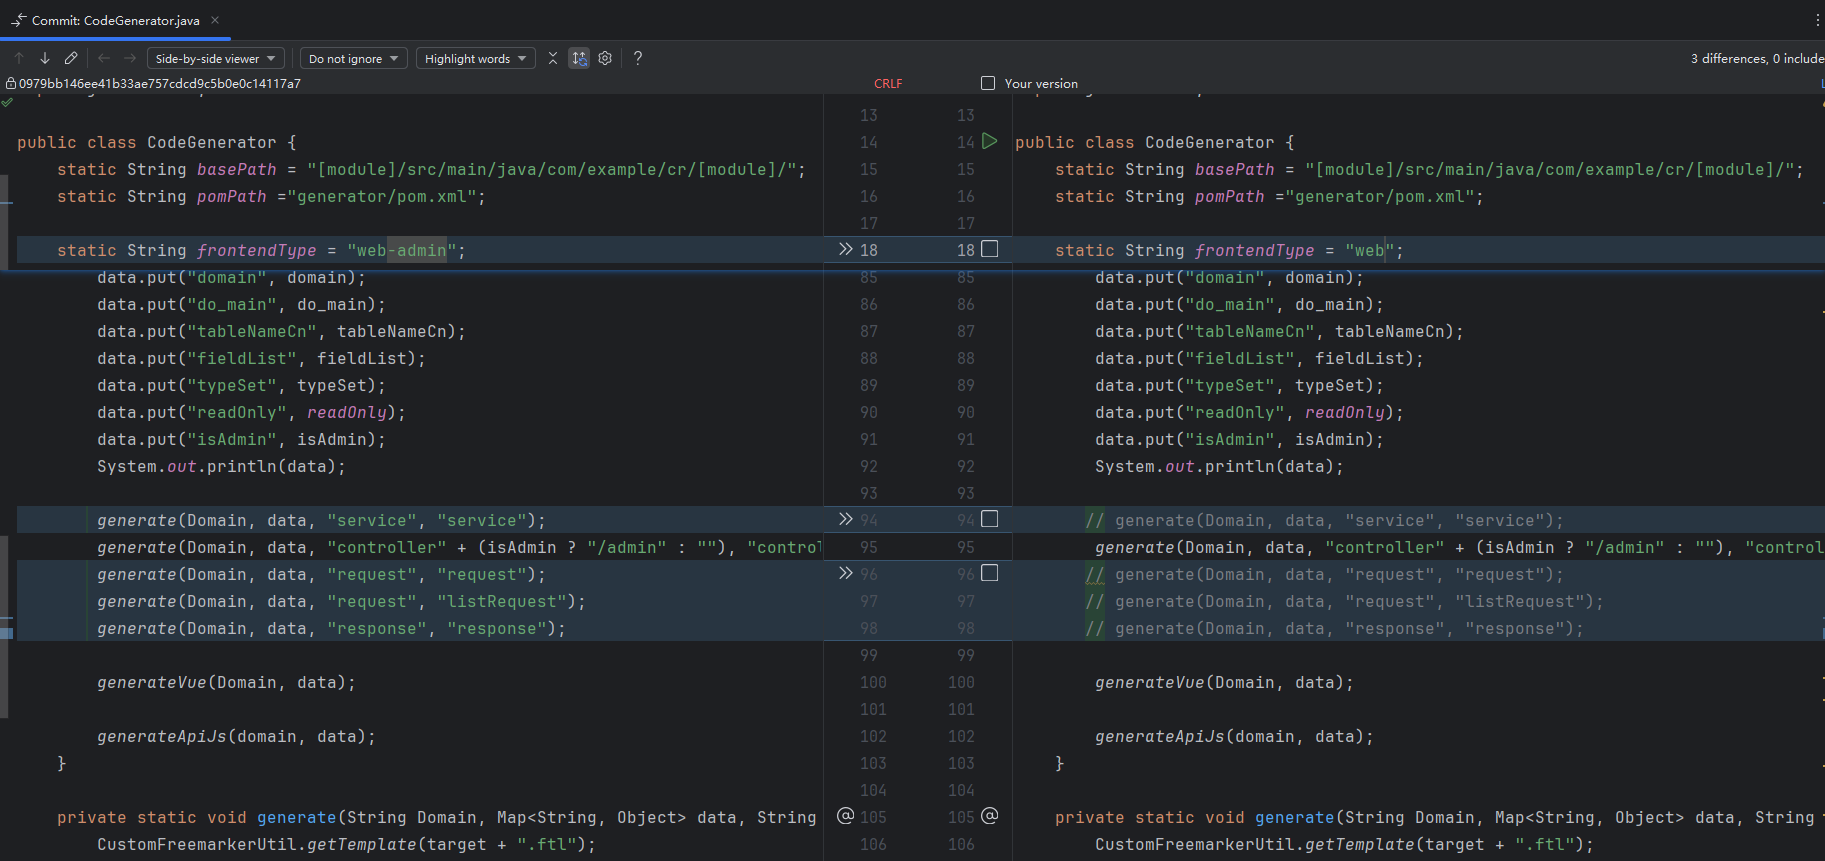 Commit: CodeGenerator.java
Side-by-side viewer Do not ignore Highlight words ? 3 differences, 0 include
0979bb146ee41b33ae757cdcd9c5b0e0c14117a7 CRLF Your version
13 13
public class CodeGenerator { 14 14 public class CodeGenerator {
static String basePath = "[module]/src/main/java/com/example/cr/[module]/"; 15 15 static String basePath = "[module]/src/main/java/com/example/cr/[module]/";
static String pomPath ="generator/pom.xml"; 16 16 static String pomPath ="generator/pom.xml";
17 17
static String frontendType = "web-admin"; 18 18 static String frontendType = "web";
data.put("domain", domain); 85 85 data.put("domain", domain);
data.put("do_main", do_main); 86 86 data.put("do_main", do_main);
data.put("tableNameCn", tableNameCn); 87 87 data.put("tableNameCn", tableNameCn);
data.put("fieldList", fieldList); 88 88 data.put("fieldList", fieldList);
data.put("typeSet", typeSet); 89 89 data.put("typeSet", typeSet);
data.put("readOnly", readOnly); 90 90 data.put("readOnly", readOnly);
data.put("isAdmin", isAdmin); 91 91 data.put("isAdmin", isAdmin);
System.out.println(data); 92 92 System.out.println(data);
93 93
generate(Domain, data, "service", "service"); 94 94 // generate(Domain, data, "service", "service");
generate(Domain, data, "controller" + (isAdmin ? "/admin" : ""), "control 95 95 generate(Domain, data, "controller" + (isAdmin ? "/admin" : ""), "control
generate(Domain, data, "request", "request"); 96 96 // generate(Domain, data, "request", "request");
generate(Domain, data, "request", "listRequest"); 97 97 // generate(Domain, data, "request", "listRequest");
generate(Domain, data, "response", "response"); 98 98 // generate(Domain, data, "response", "response");
99 99
generateVue(Domain, data); 100 100 generateVue(Domain, data);
101 101
generateApiJs(domain, data); 102 102 generateApiJs(domain, data);
} 103 103 }
104 104
private static void generate(String Domain, Map<String, Object> data, String @ 105 105 @ private static void generate(String Domain, Map<String, Object> data, String
CustomFreemarkerUtil.getTemplate(target + ".ftl"); 106 106 CustomFreemarkerUtil.getTemplate(target + ".ftl");